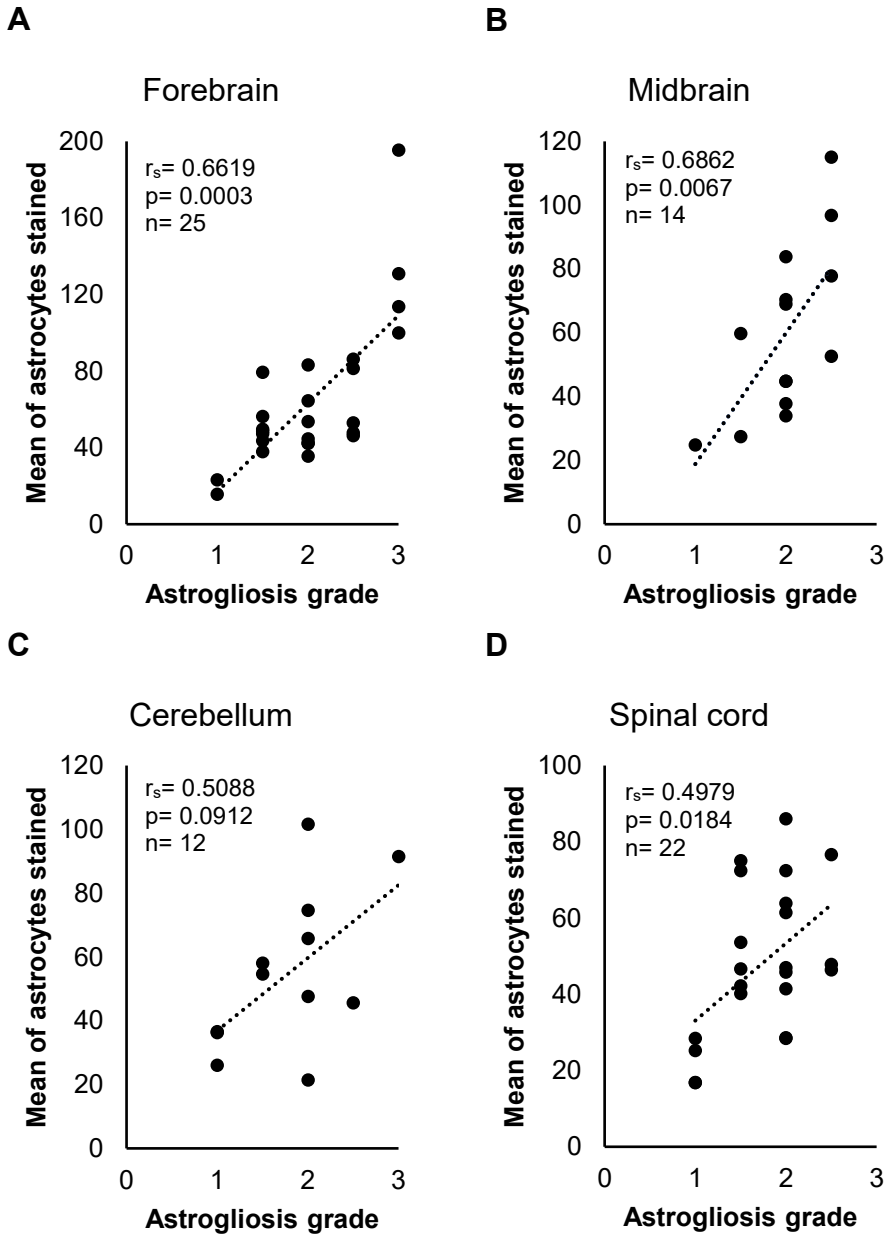 A
Forebrain
Mean of astrocytes stained
200
160
120
80
40
0
rₛ= 0.6619
p= 0.0003
n= 25
0 1 2 3
Astrogliosis grade
B
Midbrain
Mean of astrocytes stained
120
100
80
60
40
20
0
rₛ= 0.6862
p= 0.0067
n= 14
0 1 2 3
Astrogliosis grade
C
Cerebellum
Mean of astrocytes stained
120
100
80
60
40
20
0
rₛ= 0.5088
p= 0.0912
n= 12
0 1 2 3
Astrogliosis grade
D
Spinal cord
Mean of astrocytes stained
100
80
60
40
20
0
rₛ= 0.4979
p= 0.0184
n= 22
0 1 2 3
Astrogliosis grade